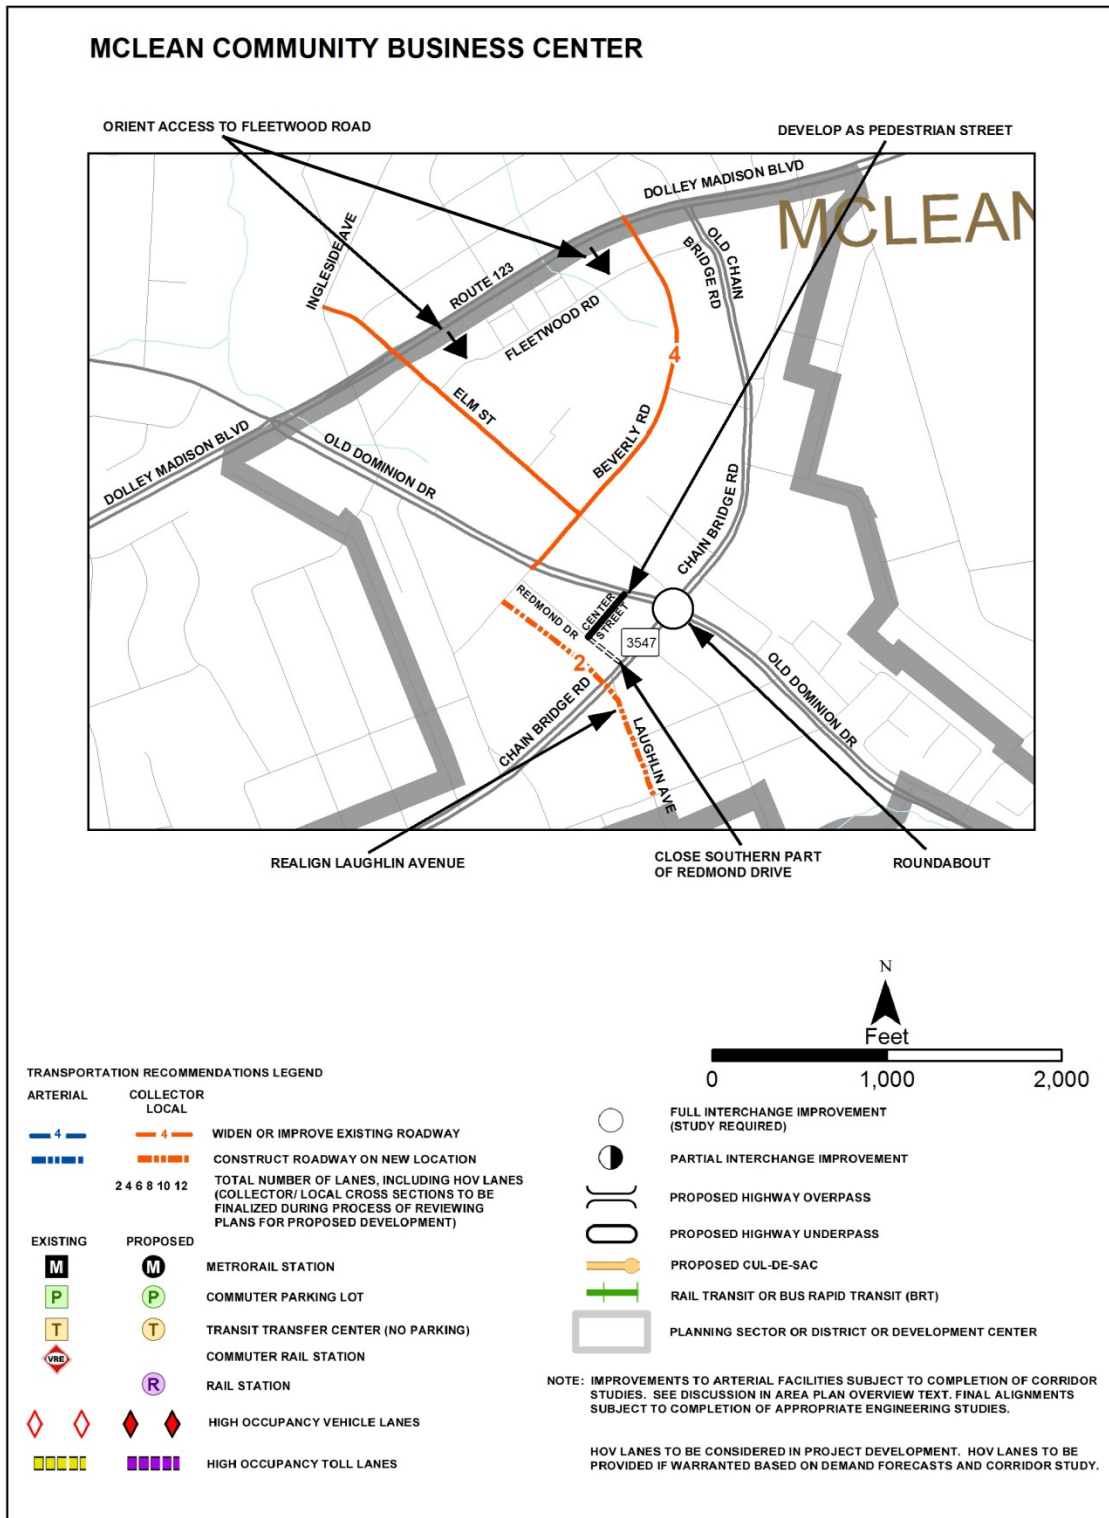 MCLEAN COMMUNITY BUSINESS CENTER
ORIENT ACCESS TO FLEETWOOD ROAD
DEVELOP AS PEDESTRIAN STREET
DOLLEY MADISON BLVD
MCLEAN
INGLESIDE AVE
OLD CHAIN
BRIDGE RD
ROUTE 123
FLEETWOOD RD
4
ELM ST
BEVERLY RD
DOLLEY MADISON BLVD
OLD DOMINION DR
CHAIN BRIDGE RD
REDMOND DR
CENTER
STREET
3547
2
OLD DOMINION DR
CHAIN BRIDGE RD
LAUGHLIN AVE
REALIGN LAUGHLIN AVENUE
CLOSE SOUTHERN PART
OF REDMOND DRIVE
ROUNDABOUT
N
Feet
0 1,000 2,000
TRANSPORTATION RECOMMENDATIONS LEGEND
ARTERIAL COLLECTOR
LOCAL
4 4 WIDEN OR IMPROVE EXISTING ROADWAY
CONSTRUCT ROADWAY ON NEW LOCATION
2 4 6 8 10 12 TOTAL NUMBER OF LANES, INCLUDING HOV LANES
(COLLECTOR/ LOCAL CROSS SECTIONS TO BE
FINALIZED DURING PROCESS OF REVIEWING
PLANS FOR PROPOSED DEVELOPMENT)
EXISTING PROPOSED
M M METRORAIL STATION
P P COMMUTER PARKING LOT
T T TRANSIT TRANSFER CENTER (NO PARKING)
VRE COMMUTER RAIL STATION
R RAIL STATION
HIGH OCCUPANCY VEHICLE LANES
HIGH OCCUPANCY TOLL LANES
FULL INTERCHANGE IMPROVEMENT
(STUDY REQUIRED)
PARTIAL INTERCHANGE IMPROVEMENT
PROPOSED HIGHWAY OVERPASS
PROPOSED HIGHWAY UNDERPASS
PROPOSED CUL-DE-SAC
RAIL TRANSIT OR BUS RAPID TRANSIT (BRT)
PLANNING SECTOR OR DISTRICT OR DEVELOPMENT CENTER
NOTE: IMPROVEMENTS TO ARTERIAL FACILITIES SUBJECT TO COMPLETION OF CORRIDOR
STUDIES. SEE DISCUSSION IN AREA PLAN OVERVIEW TEXT. FINAL ALIGNMENTS
SUBJECT TO COMPLETION OF APPROPRIATE ENGINEERING STUDIES.
HOV LANES TO BE CONSIDERED IN PROJECT DEVELOPMENT. HOV LANES TO BE
PROVIDED IF WARRANTED BASED ON DEMAND FORECASTS AND CORRIDOR STUDY.